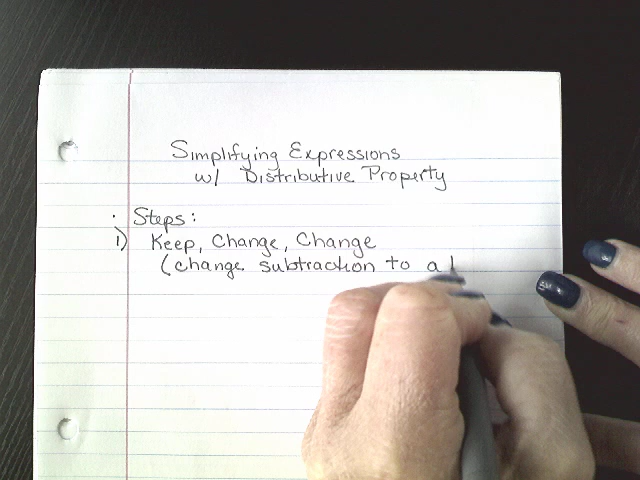 Simplifying Expressions
w/ Distributive Property
· Steps:
1) Keep, Change, Change
(change subtraction to a